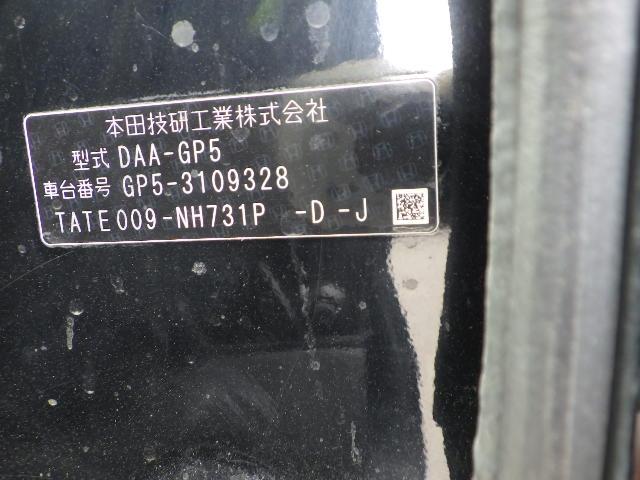 本田技研工業株式会社
型式 DAA-GP5
車台番号 GP5-3109328
TATE009-NH731P -D-J